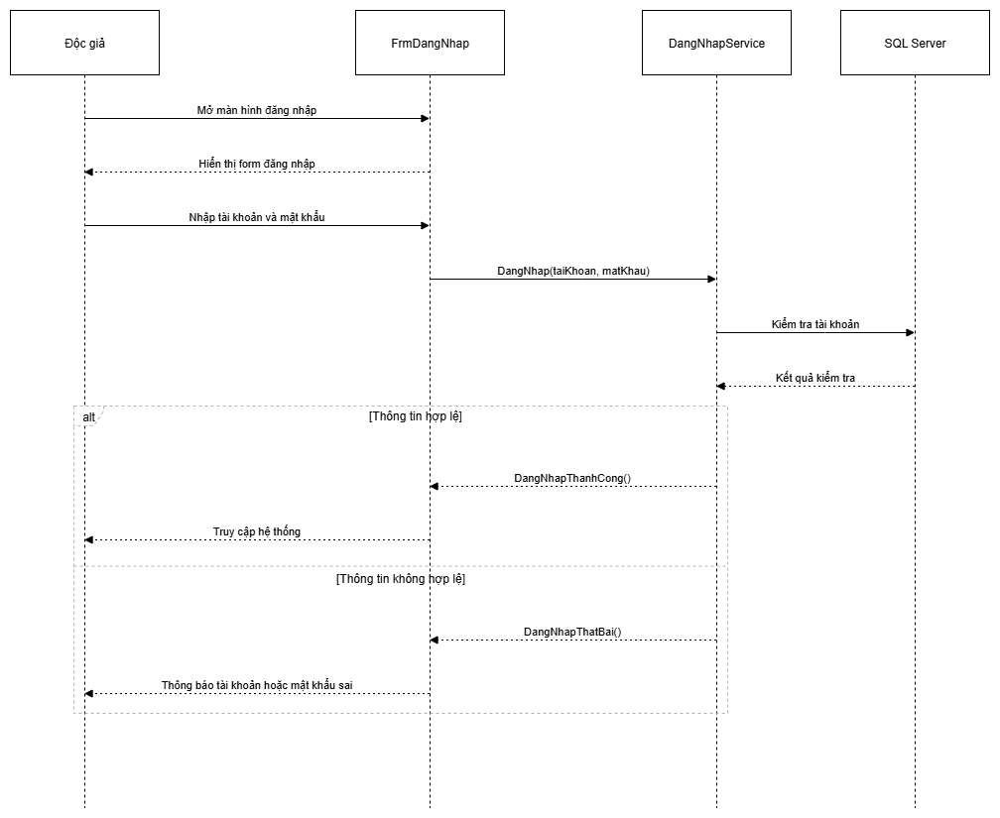 Độc giả
FrmDangNhap
DangNhapService
SQL Server
Mở màn hình đăng nhập
Hiển thị form đăng nhập
Nhập tài khoản và mật khẩu
DangNhap(taiKhoan, matKhau)
Kiểm tra tài khoản
Kết quả kiểm tra
alt
[Thông tin hợp lệ]
DangNhapThanhCong()
Truy cập hệ thống
[Thông tin không hợp lệ]
DangNhapThatBai()
Thông báo tài khoản hoặc mật khẩu sai